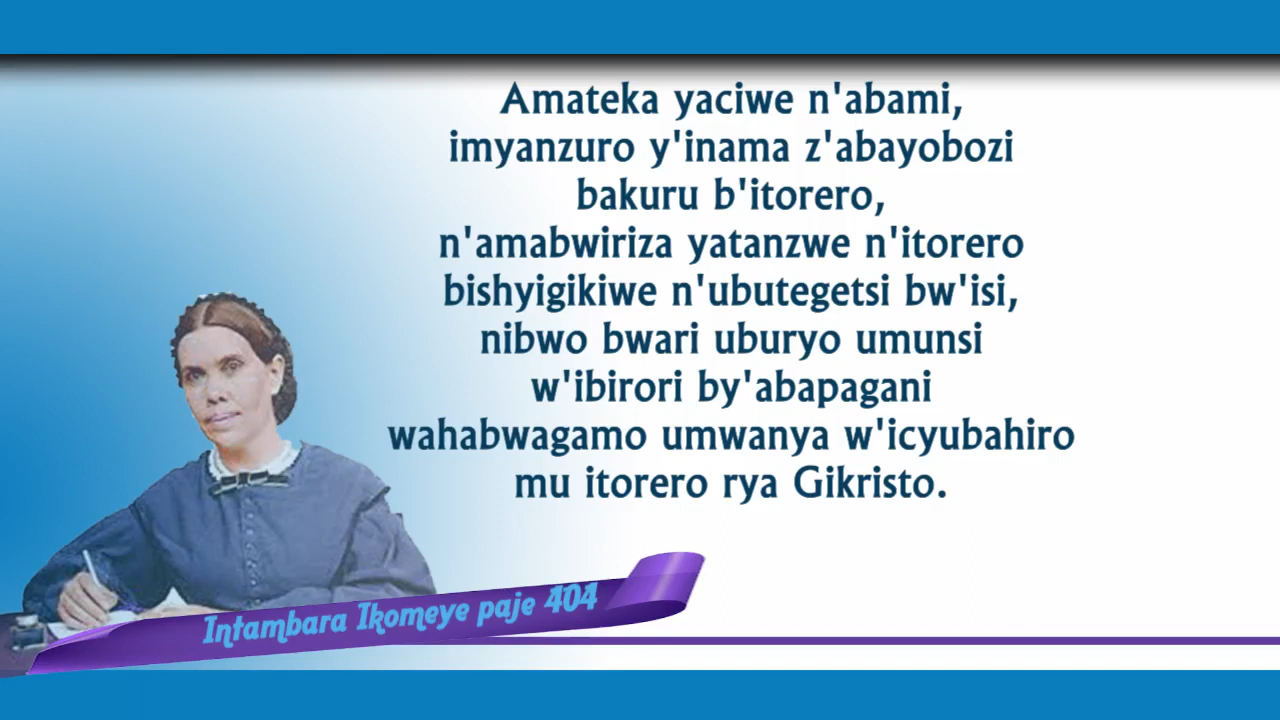 Amateka yaciwe n'abami,
imyanzuro y'inama z'abayobozi
bakuru b'itorero,
n'amabwiriza yatanzwe n'itorero
bishyigikiwe n'ubutegetsi bw'isi,
nibwo bwari uburyo umunsi
w'ibirori by'abapagani
wahabwagamo umwanya w'icyubahiro
mu itorero rya Gikristo.
Intambara Ikomeye paje 404